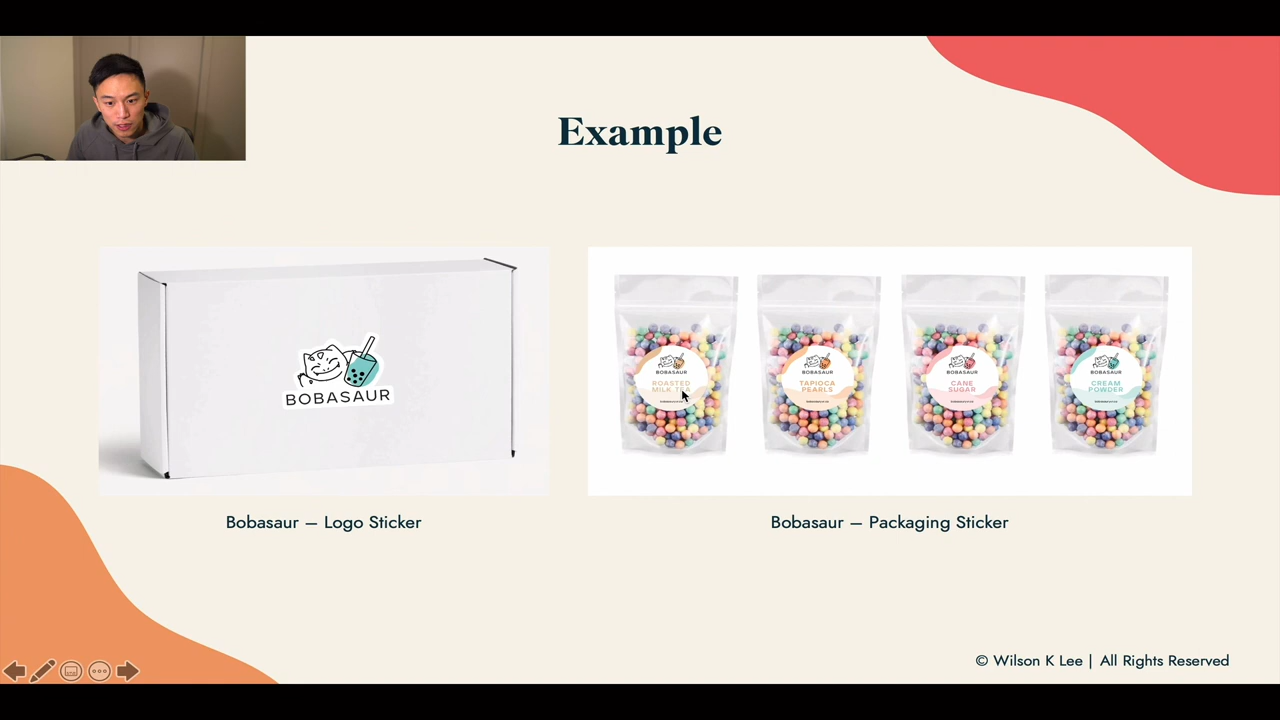 Example
BOBASAUR
BOBASAUR
ROASTED
MILK TEA
BOBASAUR
TAPIOCA
PEARLS
BOBASAUR
CANE
SUGAR
BOBASAUR
CREAM
POWDER
Bobasaur – Logo Sticker
Bobasaur – Packaging Sticker
© Wilson K Lee | All Rights Reserved